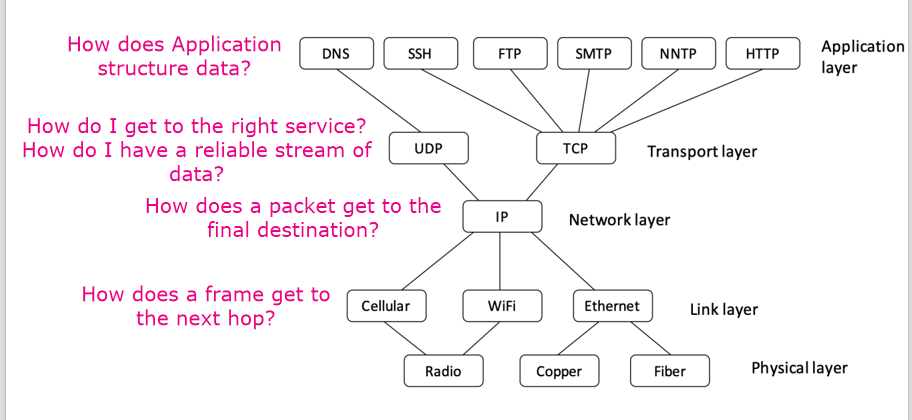 How does Application
structure data?
DNS
SSH
FTP
SMTP
NNTP
HTTP
Application
layer
How do I get to the right service?
How do I have a reliable stream of
data?
UDP
TCP
Transport layer
How does a packet get to the
final destination?
IP
Network layer
How does a frame get to
the next hop?
Cellular
WiFi
Ethernet
Link layer
Radio
Copper
Fiber
Physical layer